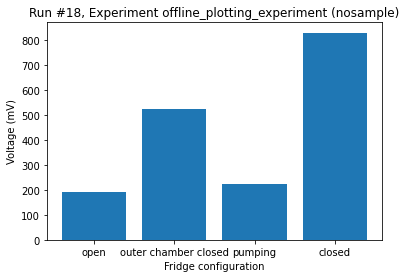 Run #18, Experiment offline_plotting_experiment (nosample)
Voltage (mV)
800
700
600
500
400
300
200
100
0
open outer chamber closed pumping closed
Fridge configuration